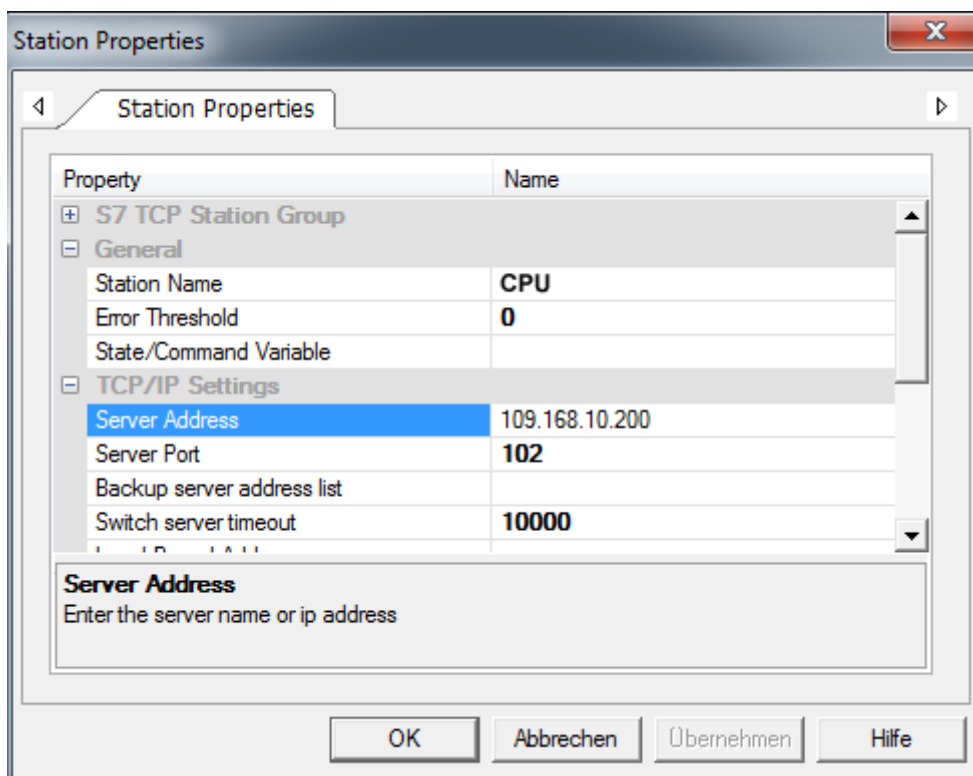 Station Properties
Station Properties
Property Name
S7 TCP Station Group
General
Station Name CPU
Error Threshold 0
State/Command Variable
TCP/IP Settings
Server Address 109.168.10.200
Server Port 102
Backup server address list
Switch server timeout 10000
Server Address
Enter the server name or ip address
OK Abbrechen Übernehmen Hilfe